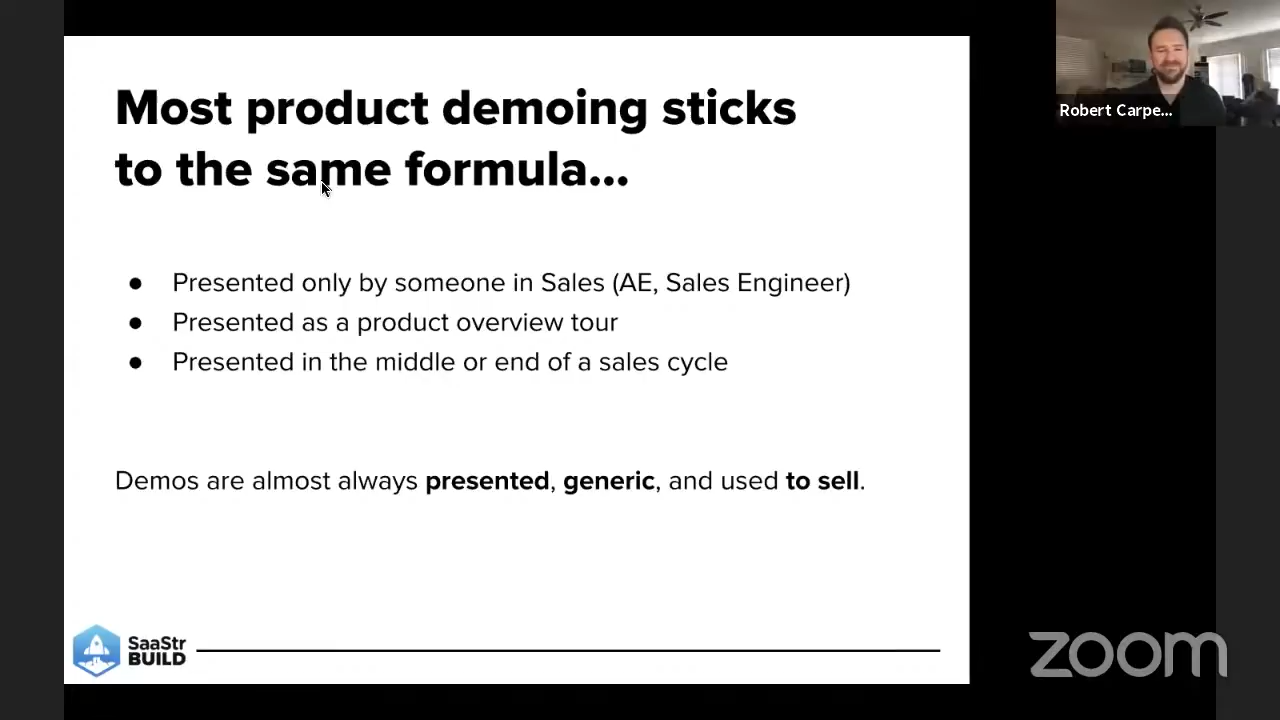 Most product demoing sticks
to the same formula...
● Presented only by someone in Sales (AE, Sales Engineer)
● Presented as a product overview tour
● Presented in the middle or end of a sales cycle
Demos are almost always presented, generic, and used to sell.
SaaStr
BUILD
Robert Carpe...
zoom